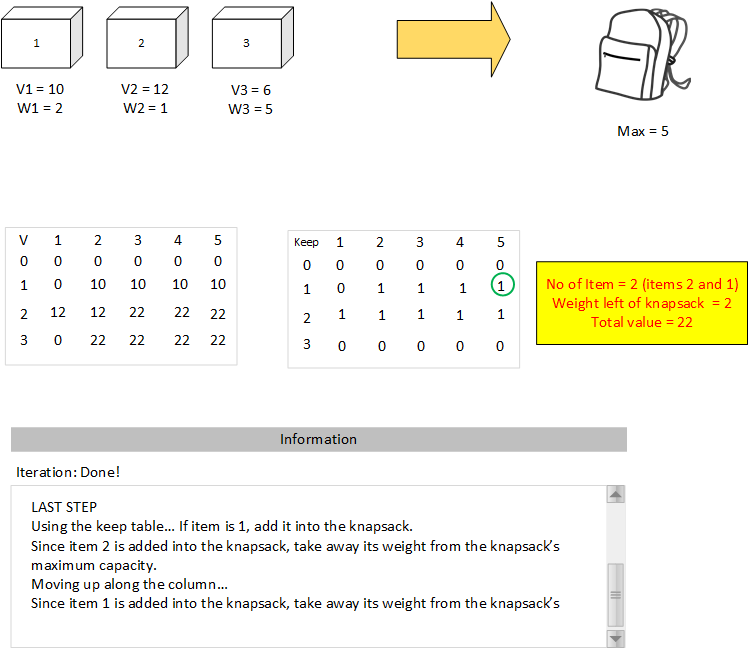 1
2
3
V1 = 10
W1 = 2
V2 = 12
W2 = 1
V3 = 6
W3 = 5
Max = 5
V 1 2 3 4 5
0 0 0 0 0 0
1 0 10 10 10 10
2 12 12 22 22 22
3 0 22 22 22 22
Keep 1 2 3 4 5
0 0 0 0 0 0
1 0 1 1 1 1
2 1 1 1 1 1
3 0 0 0 0 0
No of Item = 2 (items 2 and 1)
Weight left of knapsack = 2
Total value = 22
Information
Iteration: Done!
LAST STEP
Using the keep table... If item is 1, add it into the knapsack.
Since item 2 is added into the knapsack, take away its weight from the knapsack's
maximum capacity.
Moving up along the column...
Since item 1 is added into the knapsack, take away its weight from the knapsack's